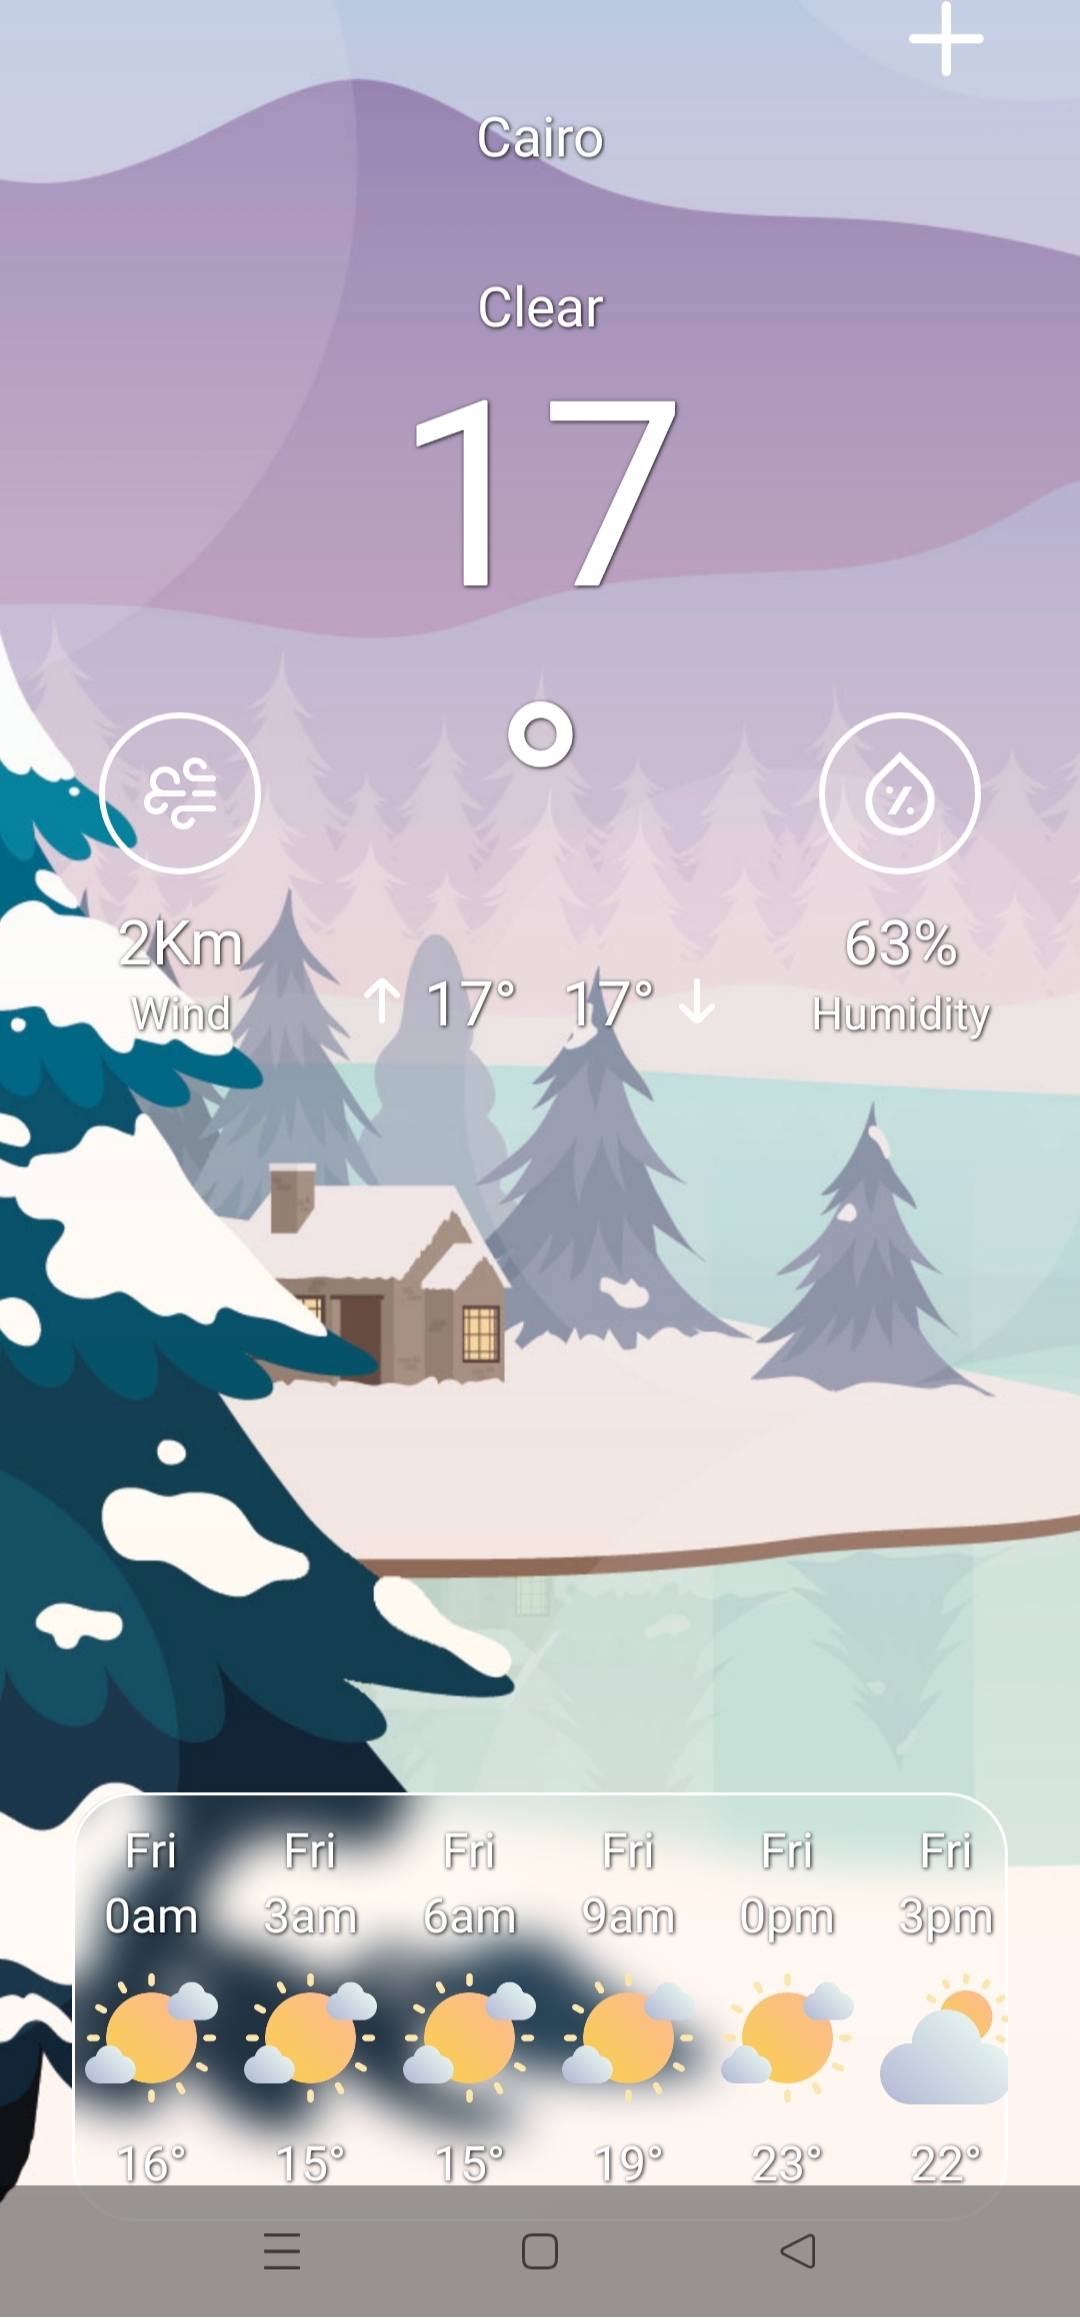 Cairo
Clear
17
°
2Km
Wind
↑ 17° 17° ↓
63%
Humidity
Fri Fri Fri Fri Fri Fri
0am 3am 6am 9am 0pm 3pm
16° 15° 15° 19° 23° 22°